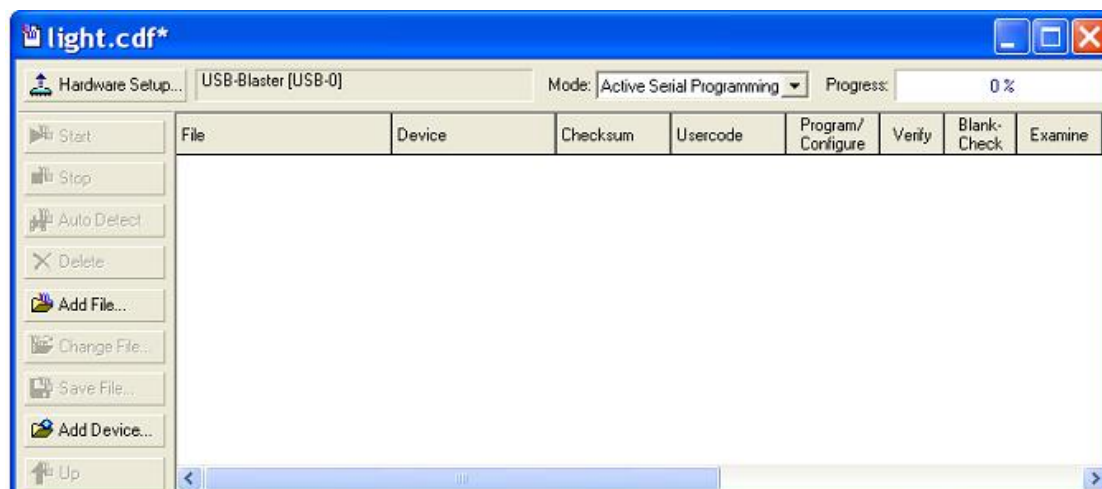 light.cdf*
Hardware Setup... USB-Blaster [USB-0] Mode: Active Serial Programming Progress: 0 %
File Device Checksum Usercode Program/ Configure Verify Blank- Check Examine
Start
Stop
Auto Detect
Delete
Add File...
Change File...
Save File...
Add Device...
Up